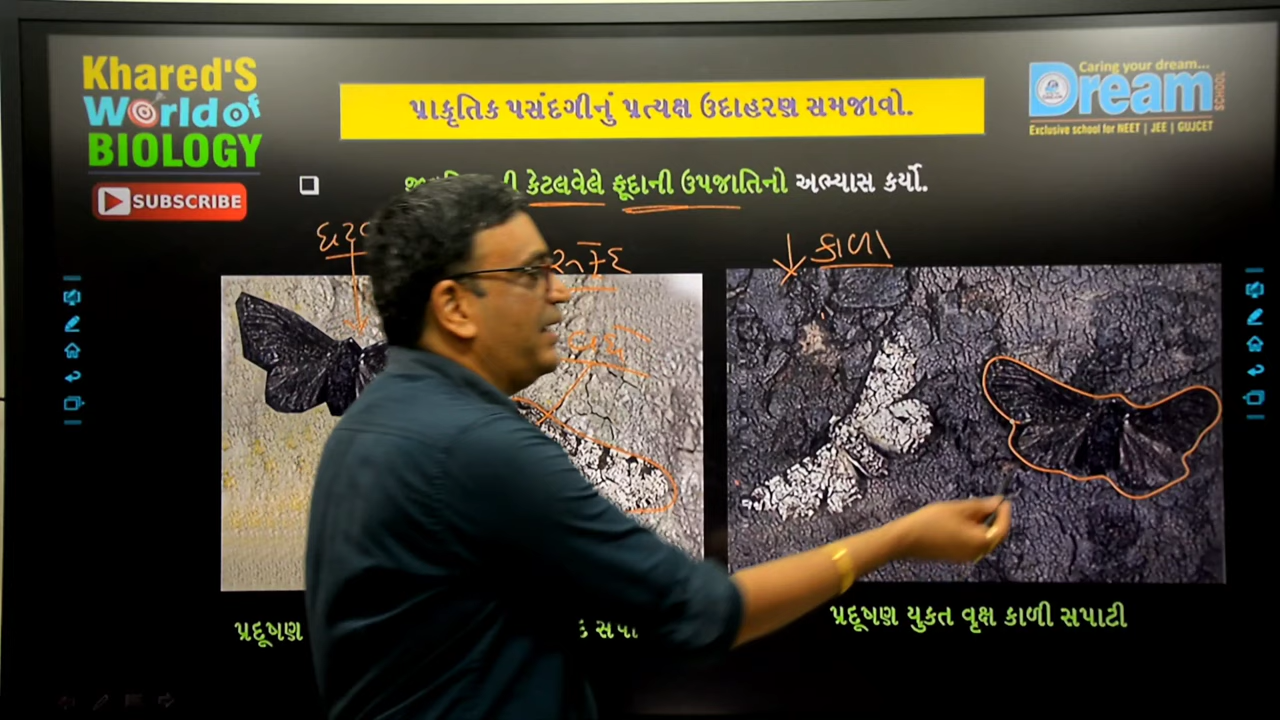 Khared'S
World of
BIOLOGY
SUBSCRIBE
Caring your dream...
Dream
SCHOOL
Exclusive school for NEET | JEE | GUJCET
પ્રાકૃતિક પસંદગીનું પ્રત્યક્ષ ઉદાહરણ સમજાવો.
કેટલવેલે ફૂદાની ઉપજાતિનો અભ્યાસ કર્યો.
કાળા
પ્રદૂષણ
પ્રદૂષણ યુક્ત વૃક્ષ કાળી સપાટી